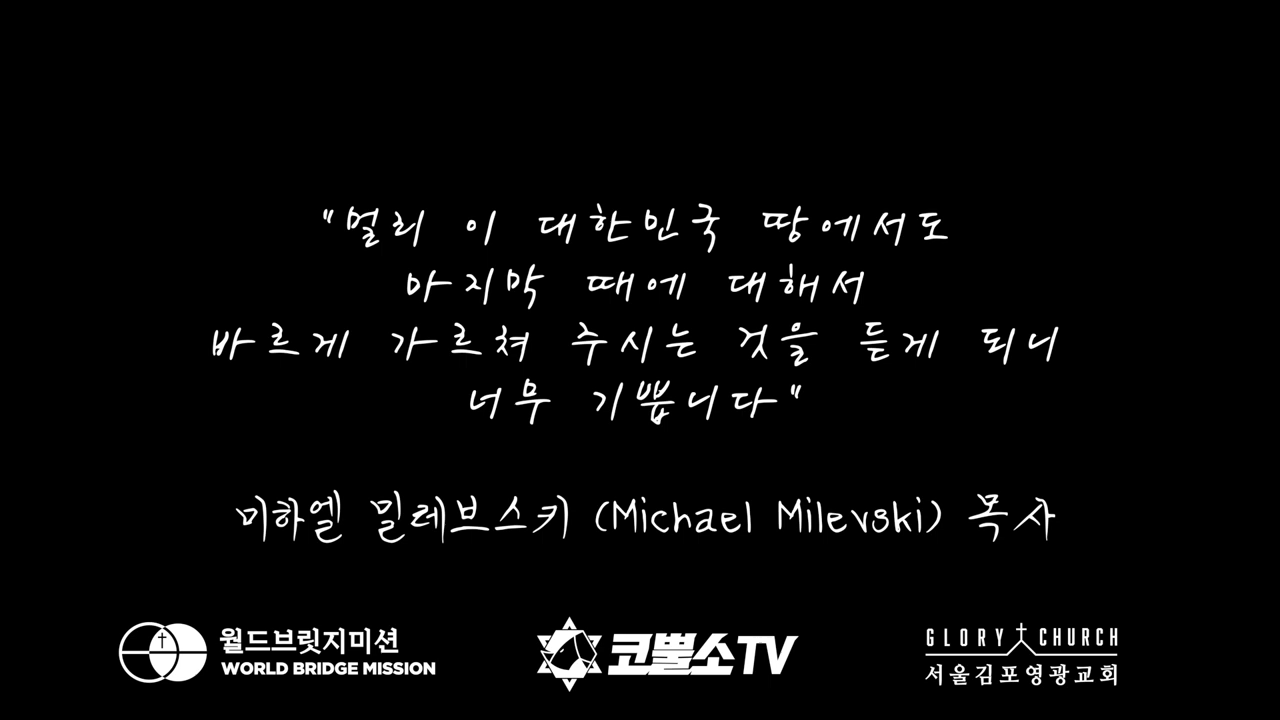 "멀리 이 대한민국 땅에서도
마지막 때에 대해서
바르게 가르쳐 주시는 것을 듣게 되니
너무 기쁩니다"
미하엘 밀레브스키 (Michael Milevski) 목사
월드브릿지미션
WORLD BRIDGE MISSION
코뿔소TV
GLORY CHURCH
서울김포영광교회